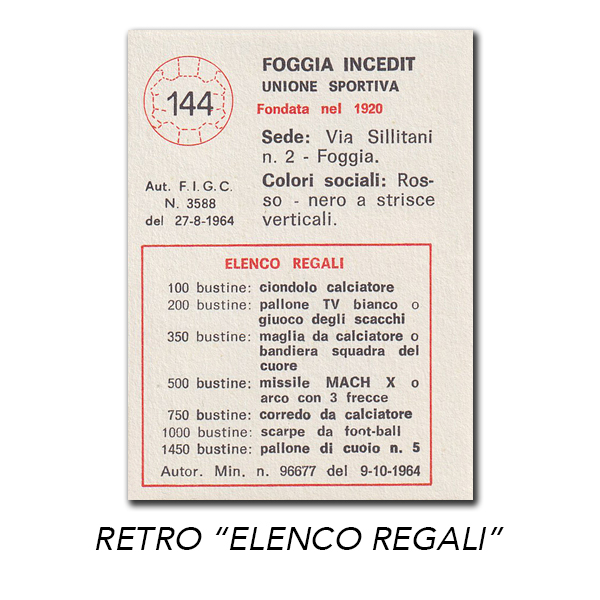 144
FOGGIA INCEDIT
UNIONE SPORTIVA
Fondata nel 1920
Sede: Via Sillitani
n. 2 - Foggia.
Aut. F.I.G.C.
N. 3588
del 27-8-1964
Colori sociali: Ros-
so - nero a strisce
verticali.
ELENCO REGALI
100 bustine: ciondolo calciatore
200 bustine: pallone TV bianco o
giuoco degli scacchi
350 bustine: maglia da calciatore o
bandiera squadra del
cuore
500 bustine: missile MACH X o
arco con 3 frecce
750 bustine: corredo da calciatore
1000 bustine: scarpe da foot-ball
1450 bustine: pallone di cuoio n. 5
Autor. Min. n. 96677 del 9-10-1964
RETRO “ELENCO REGALI”